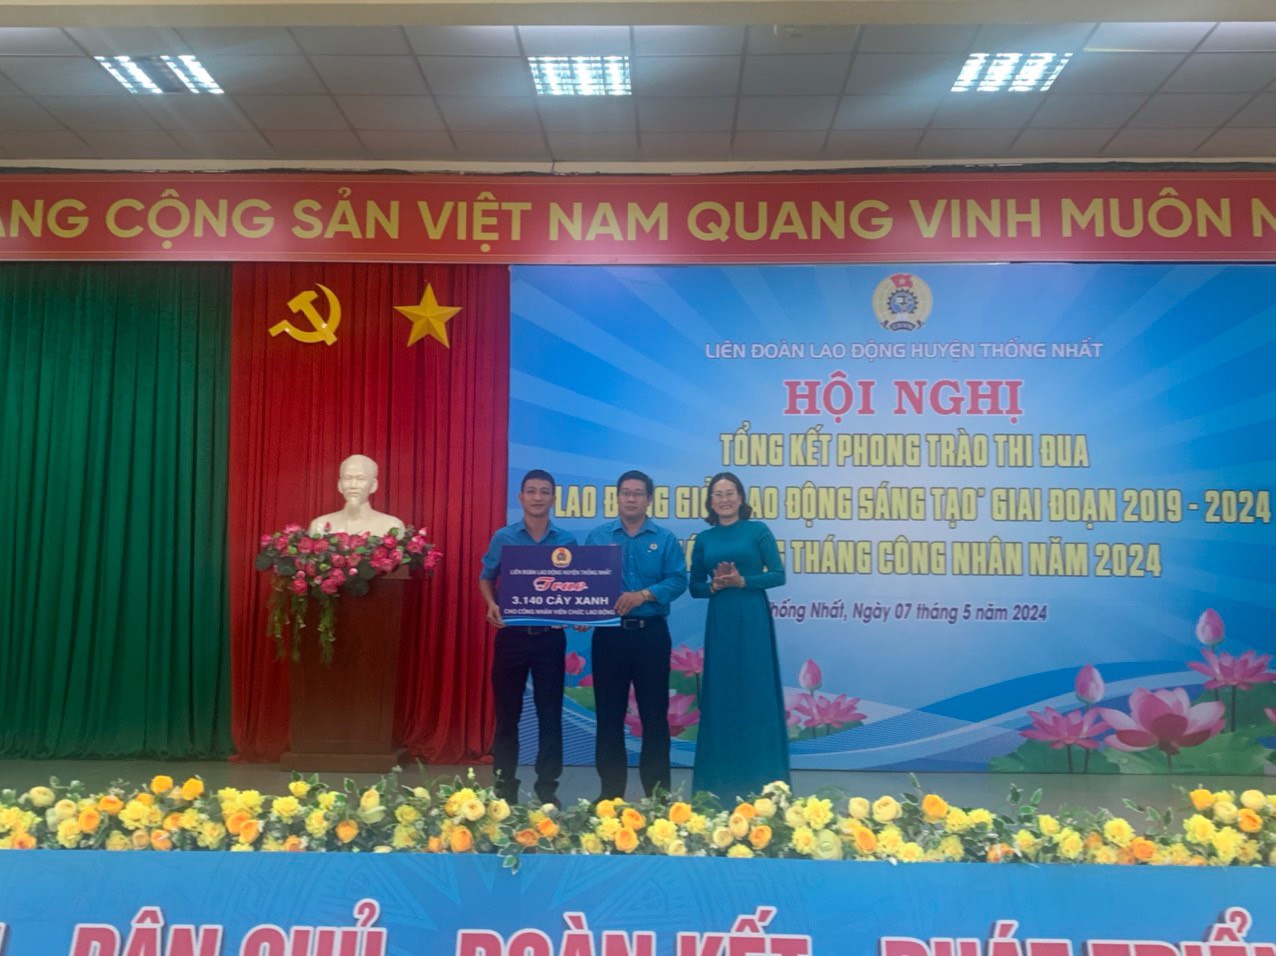 ẢNG CỘNG SẢN VIỆT NAM QUANG VINH MUÔN N
LIÊN ĐOÀN LAO ĐỘNG HUYỆN THỐNG NHẤT
HỘI NGHỊ
TỔNG KẾT PHONG TRÀO THI ĐUA
LAO ĐỘNG GIỎI LAO ĐỘNG SÁNG TẠO" GIAI ĐOẠN 2019 - 2024
THÁNG CÔNG NHÂN NĂM 2024
Thống Nhất, Ngày 07 tháng 5 năm 2024
LIÊN ĐOÀN LAO ĐỘNG HUYỆN THỐNG NHẤT
Trao
3.140 CÂY XANH
CHO CÔNG NHÂN VIÊN CHỨC LAO ĐỘNG
DÂN CHỦ ĐOÀN KẾT PHÁT TRIỂN